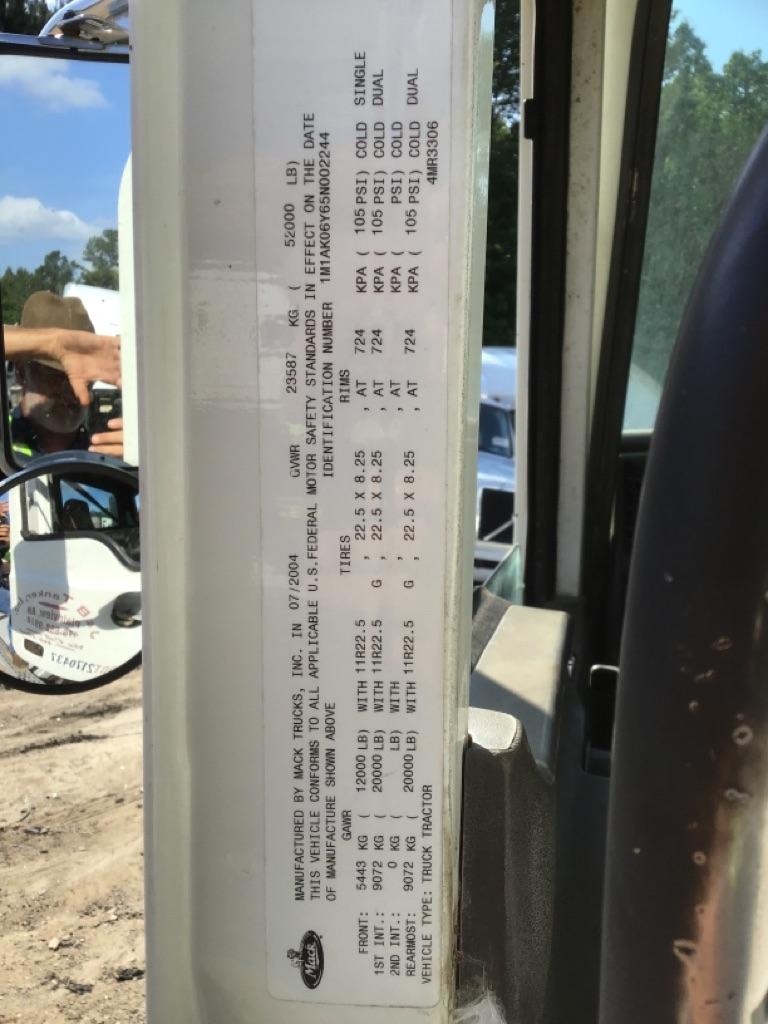 MANUFACTURED BY MACK TRUCKS, INC. IN 07/2004 GVWR 23587 KG ( 52000 LB)
THIS VEHICLE CONFORMS TO ALL APPLICABLE U.S.FEDERAL MOTOR SAFETY STANDARDS IN EFFECT ON THE DATE
OF MANUFACTURE SHOWN ABOVE IDENTIFICATION NUMBER 1M1AK06Y65N002244
GAWR TIRES RIMS
FRONT: 5443 KG ( 12000 LB) WITH 11R22.5 , 22.5 X 8.25 , AT 724 KPA ( 105 PSI) COLD SINGLE
1ST INT.: 9072 KG ( 20000 LB) WITH 11R22.5 G , 22.5 X 8.25 , AT 724 KPA ( 105 PSI) COLD DUAL
2ND INT.: 0 KG ( LB) WITH , , AT KPA ( PSI) COLD
REARMOST: 9072 KG ( 20000 LB) WITH 11R22.5 G , 22.5 X 8.25 , AT 724 KPA ( 105 PSI) COLD DUAL
VEHICLE TYPE: TRUCK TRACTOR 4MR3306
Mack
2170437